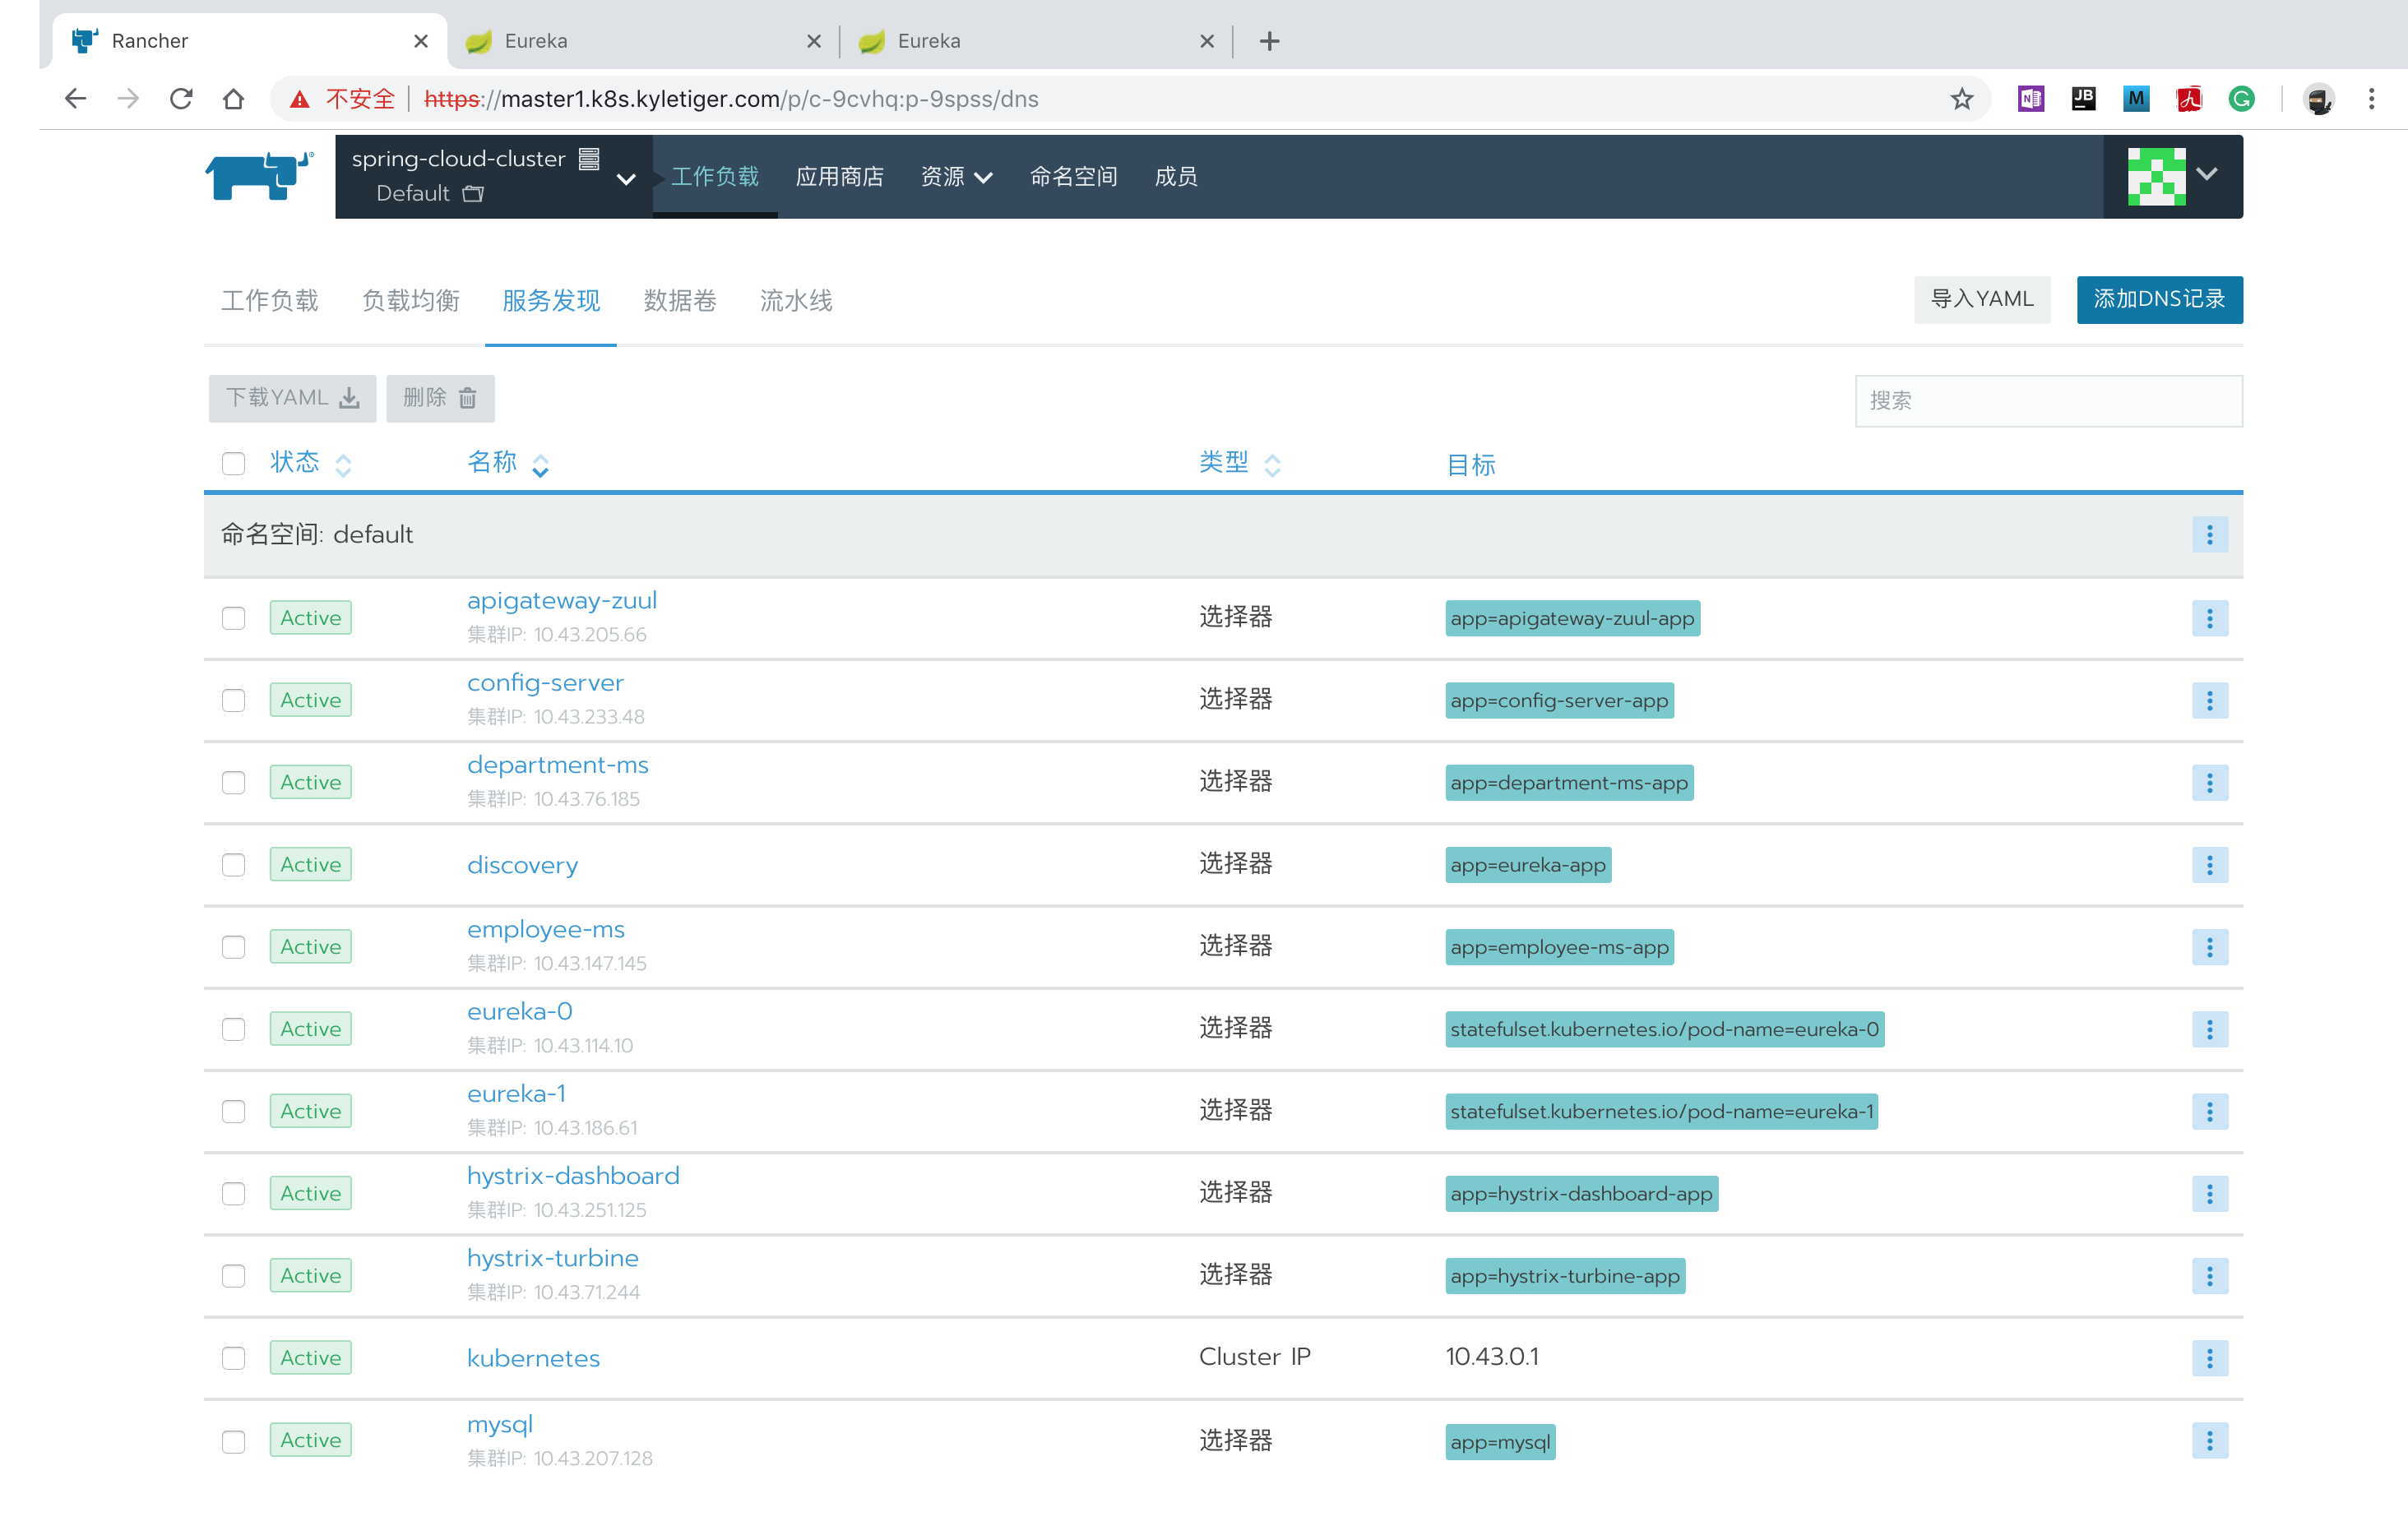 Rancher
Eureka
Eureka
不安全 https://master1.k8s.kyletiger.com/p/c-9cvhq:p-9spss/dns
spring-cloud-cluster
Default
工作负载 应用商店 资源 命名空间 成员
工作负载 负载均衡 服务发现 数据卷 流水线 导入YAML 添加DNS记录
下载YAML 删除 搜索
状态 名称 类型 目标
命名空间: default
Active apigateway-zuul 选择器 app=apigateway-zuul-app
集群IP: 10.43.205.66
Active config-server 选择器 app=config-server-app
集群IP: 10.43.233.48
Active department-ms 选择器 app=department-ms-app
集群IP: 10.43.76.185
Active discovery 选择器 app=eureka-app
Active employee-ms 选择器 app=employee-ms-app
集群IP: 10.43.147.145
Active eureka-0 选择器 statefulset.kubernetes.io/pod-name=eureka-0
集群IP: 10.43.114.10
Active eureka-1 选择器 statefulset.kubernetes.io/pod-name=eureka-1
集群IP: 10.43.186.61
Active hystrix-dashboard 选择器 app=hystrix-dashboard-app
集群IP: 10.43.251.125
Active hystrix-turbine 选择器 app=hystrix-turbine-app
集群IP: 10.43.71.244
Active kubernetes Cluster IP 10.43.0.1
Active mysql 选择器 app=mysql
集群IP: 10.43.207.128